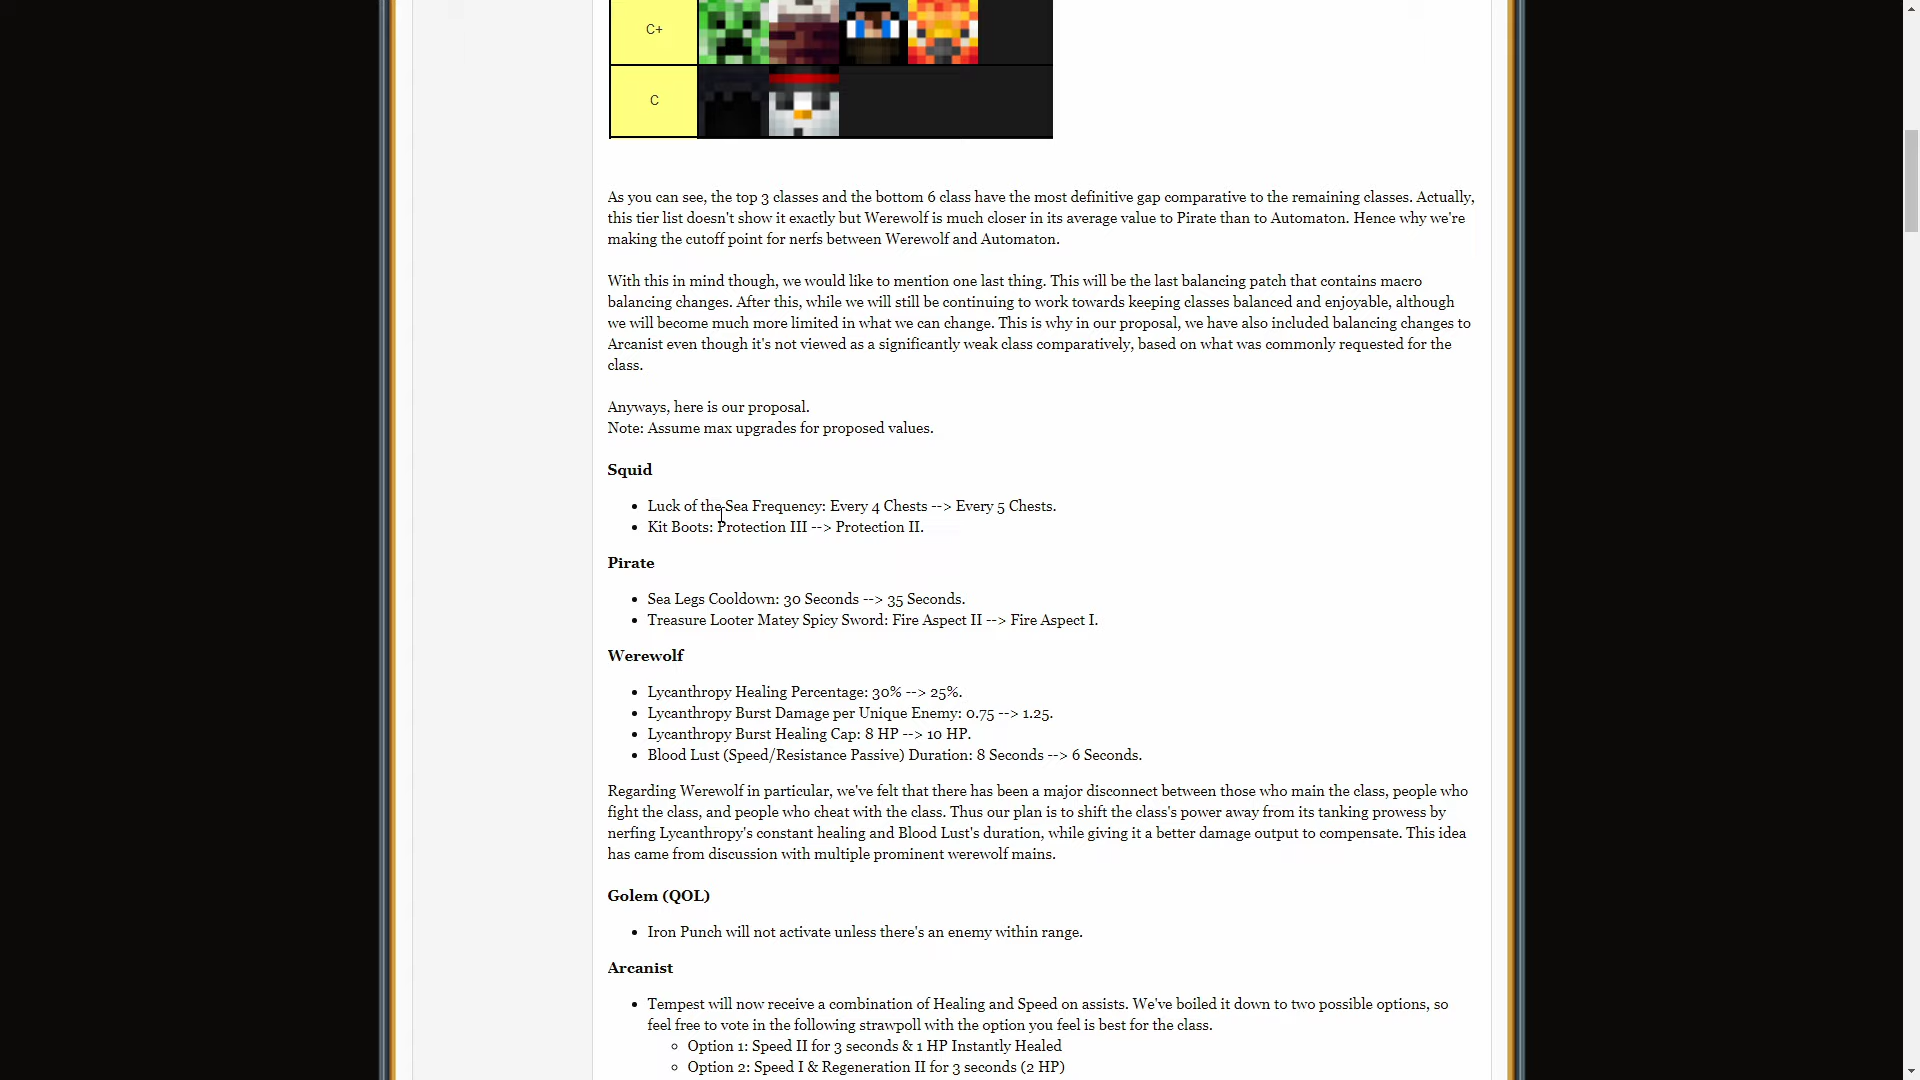 C+
C
As you can see, the top 3 classes and the bottom 6 class have the most definitive gap comparative to the remaining classes. Actually,
this tier list doesn't show it exactly but Werewolf is much closer in its average value to Pirate than to Automaton. Hence why we're
making the cutoff point for nerfs between Werewolf and Automaton.
With this in mind though, we would like to mention one last thing. This will be the last balancing patch that contains macro
balancing changes. After this, while we will still be continuing to work towards keeping classes balanced and enjoyable, although
we will become much more limited in what we can change. This is why in our proposal, we have also included balancing changes to
Arcanist even though it's not viewed as a significantly weak class comparatively, based on what was commonly requested for the
class.
Anyways, here is our proposal.
Note: Assume max upgrades for proposed values.
Squid
• Luck of the Sea Frequency: Every 4 Chests --> Every 5 Chests.
• Kit Boots: Protection III --> Protection II.
Pirate
• Sea Legs Cooldown: 30 Seconds --> 35 Seconds.
• Treasure Looter Matey Spicy Sword: Fire Aspect II --> Fire Aspect I.
Werewolf
• Lycanthropy Healing Percentage: 30% --> 25%.
• Lycanthropy Burst Damage per Unique Enemy: 0.75 --> 1.25.
• Lycanthropy Burst Healing Cap: 8 HP --> 10 HP.
• Blood Lust (Speed/Resistance Passive) Duration: 8 Seconds --> 6 Seconds.
Regarding Werewolf in particular, we've felt that there has been a major disconnect between those who main the class, people who
fight the class, and people who cheat with the class. Thus our plan is to shift the class's power away from its tanking prowess by
nerfing Lycanthropy's constant healing and Blood Lust's duration, while giving it a better damage output to compensate. This idea
has came from discussion with multiple prominent werewolf mains.
Golem (QOL)
• Iron Punch will not activate unless there's an enemy within range.
Arcanist
• Tempest will now receive a combination of Healing and Speed on assists. We've boiled it down to two possible options, so
feel free to vote in the following strawpoll with the option you feel is best for the class.
◦ Option 1: Speed II for 3 seconds & 1 HP Instantly Healed
◦ Option 2: Speed I & Regeneration II for 3 seconds (2 HP)